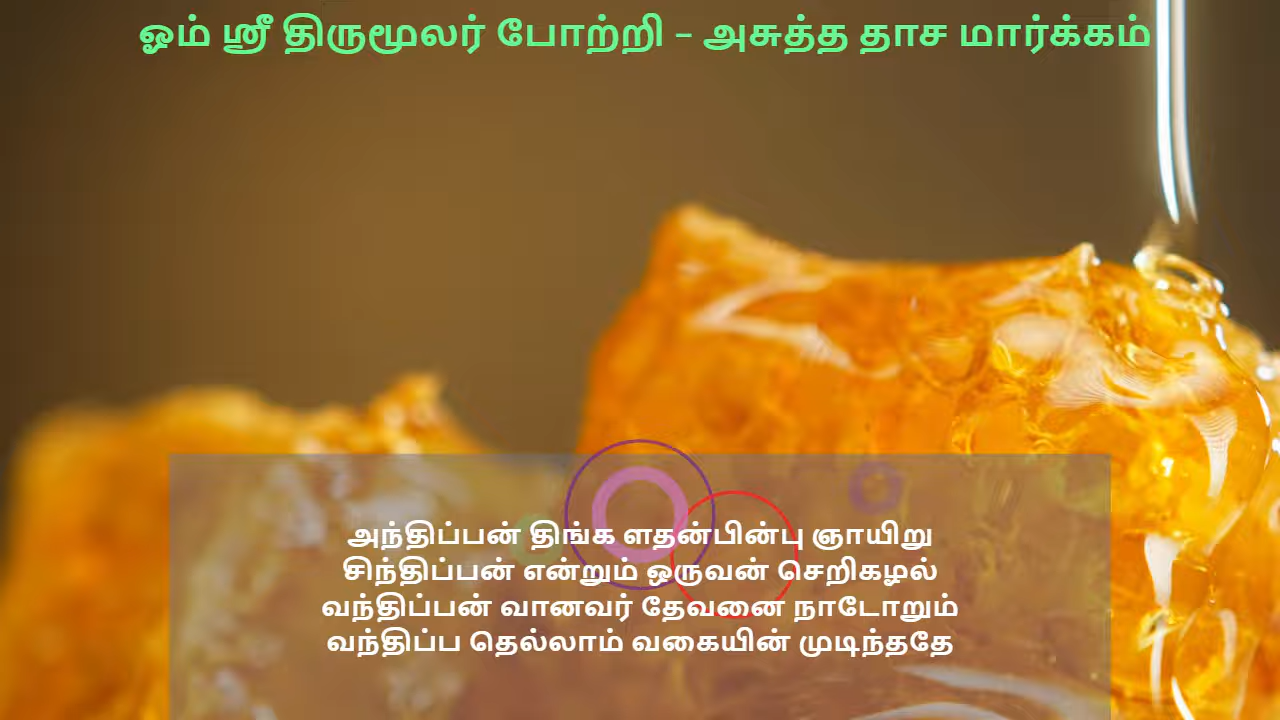 ஓம் ஸ்ரீ திருமூலர் போற்றி – அசுத்த தாச மார்க்கம்
அந்திப்பன் திங்க ளதன்பின்பு ஞாயிறு
சிந்திப்பன் என்றும் ஒருவன் செறிகழல்
வந்திப்பன் வானவர் தேவனை நாடோறும்
வந்திப்ப தெல்லாம் வகையின் முடிந்ததே